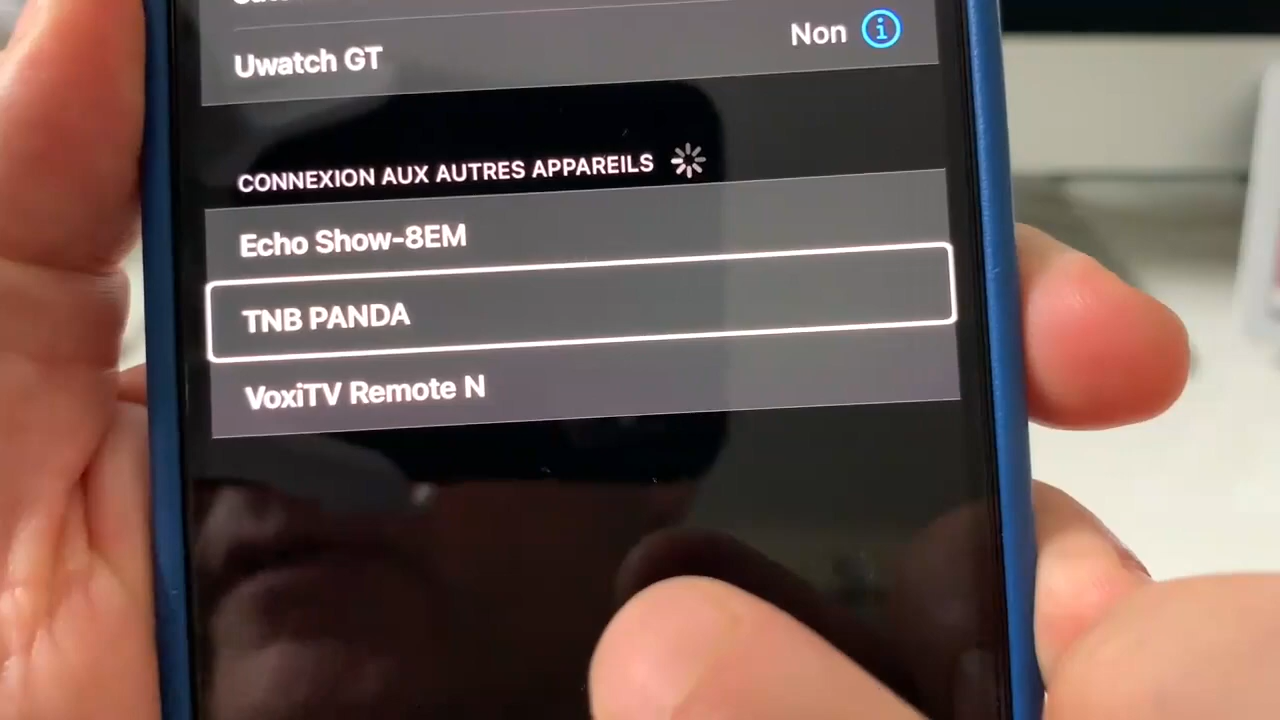 Uwatch GT
Non
CONNEXION AUX AUTRES APPAREILS
Echo Show-8EM
TNB PANDA
VoxiTV Remote N